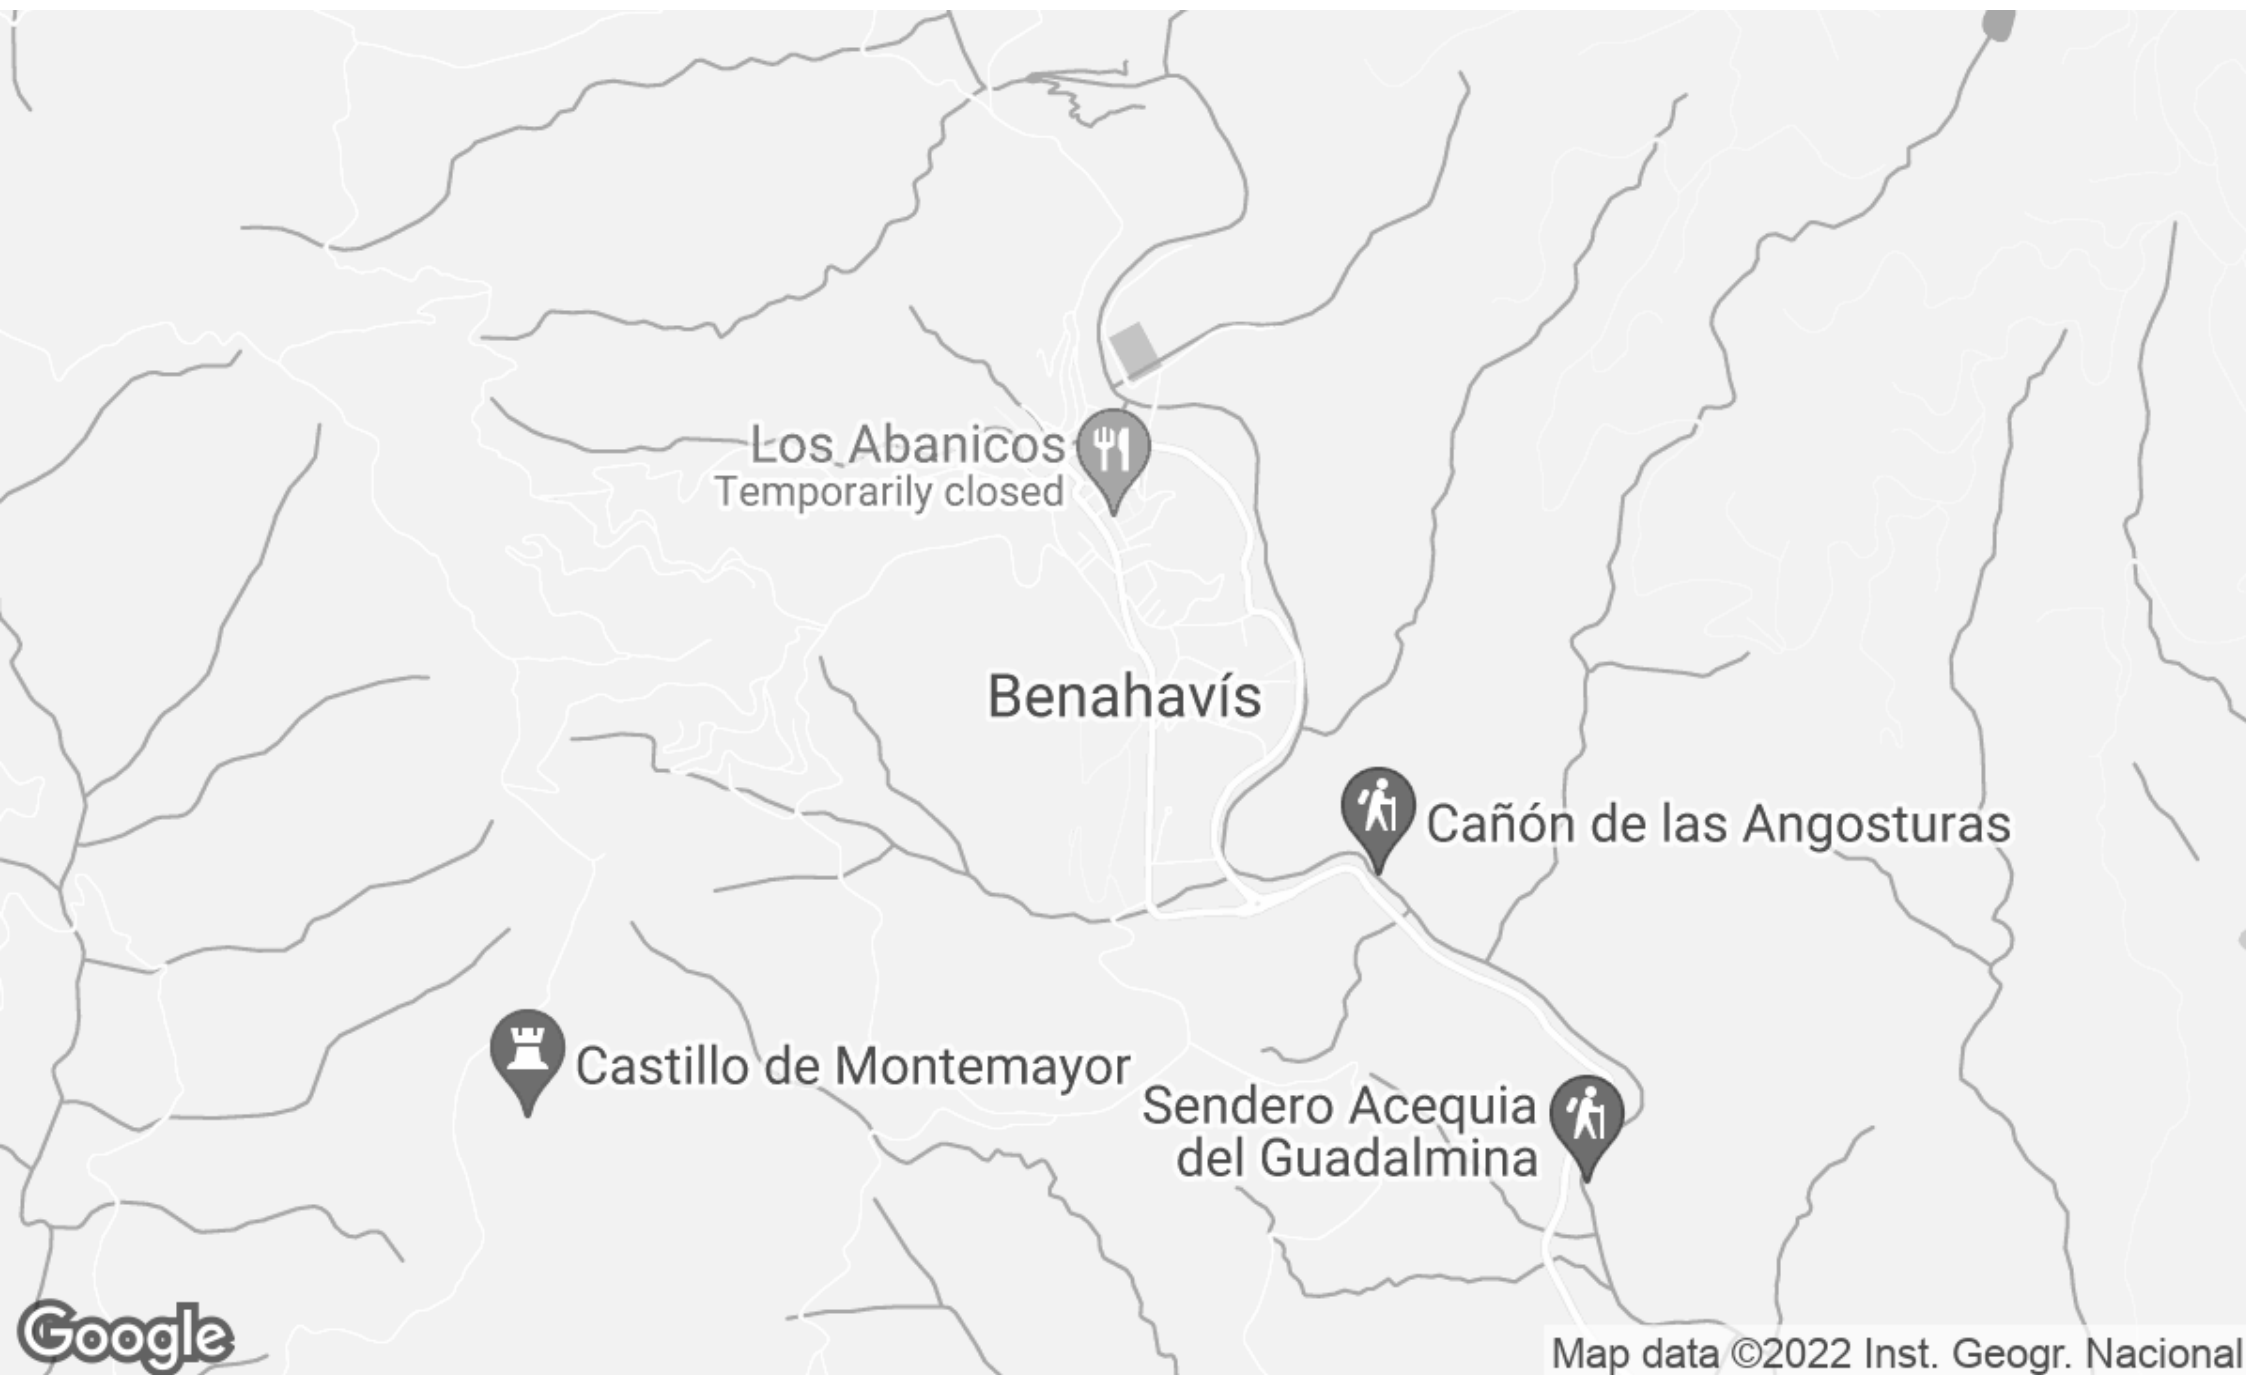 Los Abanicos
Temporarily closed
Benahavís
Cañón de las Angosturas
Castillo de Montemayor
Sendero Acequia
del Guadalmina
Google
Map data ©2022 Inst. Geogr. Nacional